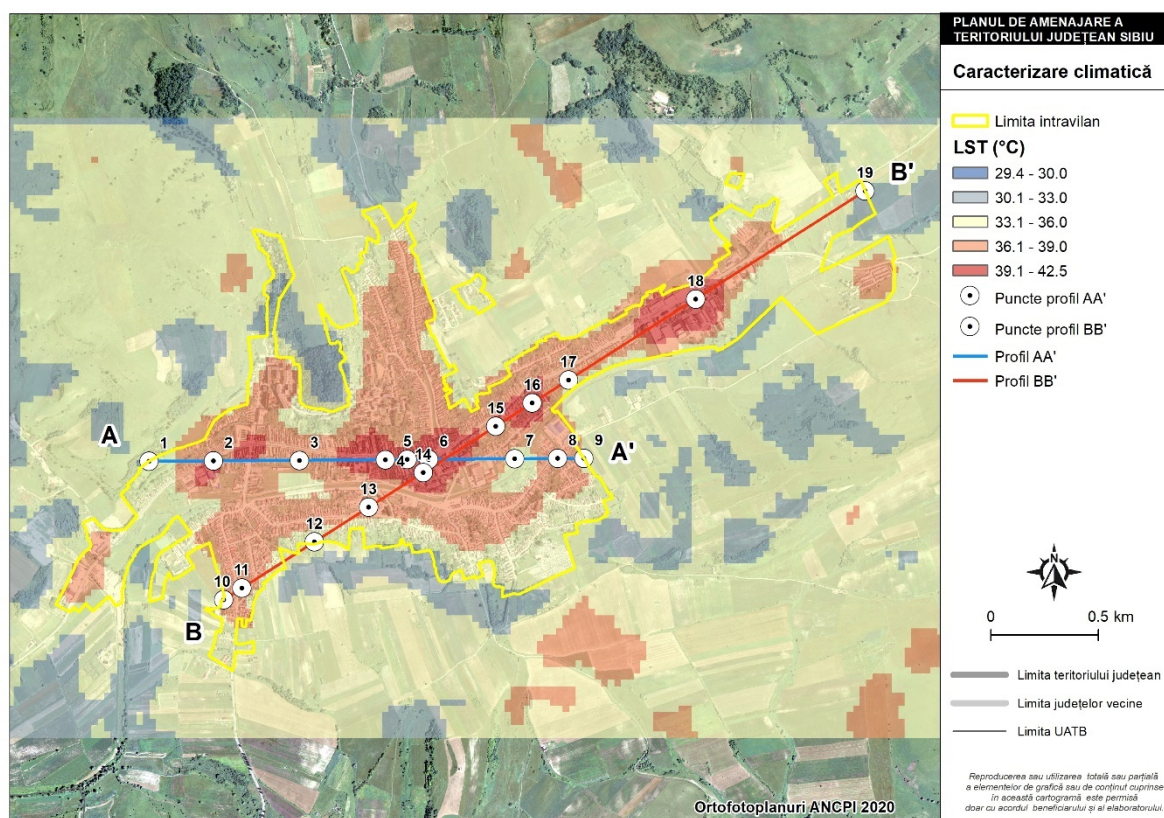 PLANUL DE AMENAJARE A
TERITORIULUI JUDEȚEAN SIBIU
Caracterizare climatică
Limita intravilan
LST (°C)
29.4 - 30.0
30.1 - 33.0
33.1 - 36.0
36.1 - 39.0
39.1 - 42.5
Puncte profil AA'
Puncte profil BB'
Profil AA'
Profil BB'
N
0 0.5 km
Limita teritoriului județean
Limita județelor vecine
Limita UATB
Reproducerea sau utilizarea totală sau parțială
a elementelor de grafică sau de conținut cuprinse
în această cartogramă este permisă
doar cu acordul beneficiarului și al elaboratorului.
19 B'
18
17
16
15
A 1 2 3 4 5 14 6 7 8 9 A'
13
12
11
10
B
Ortofotoplanuri ANCPI 2020